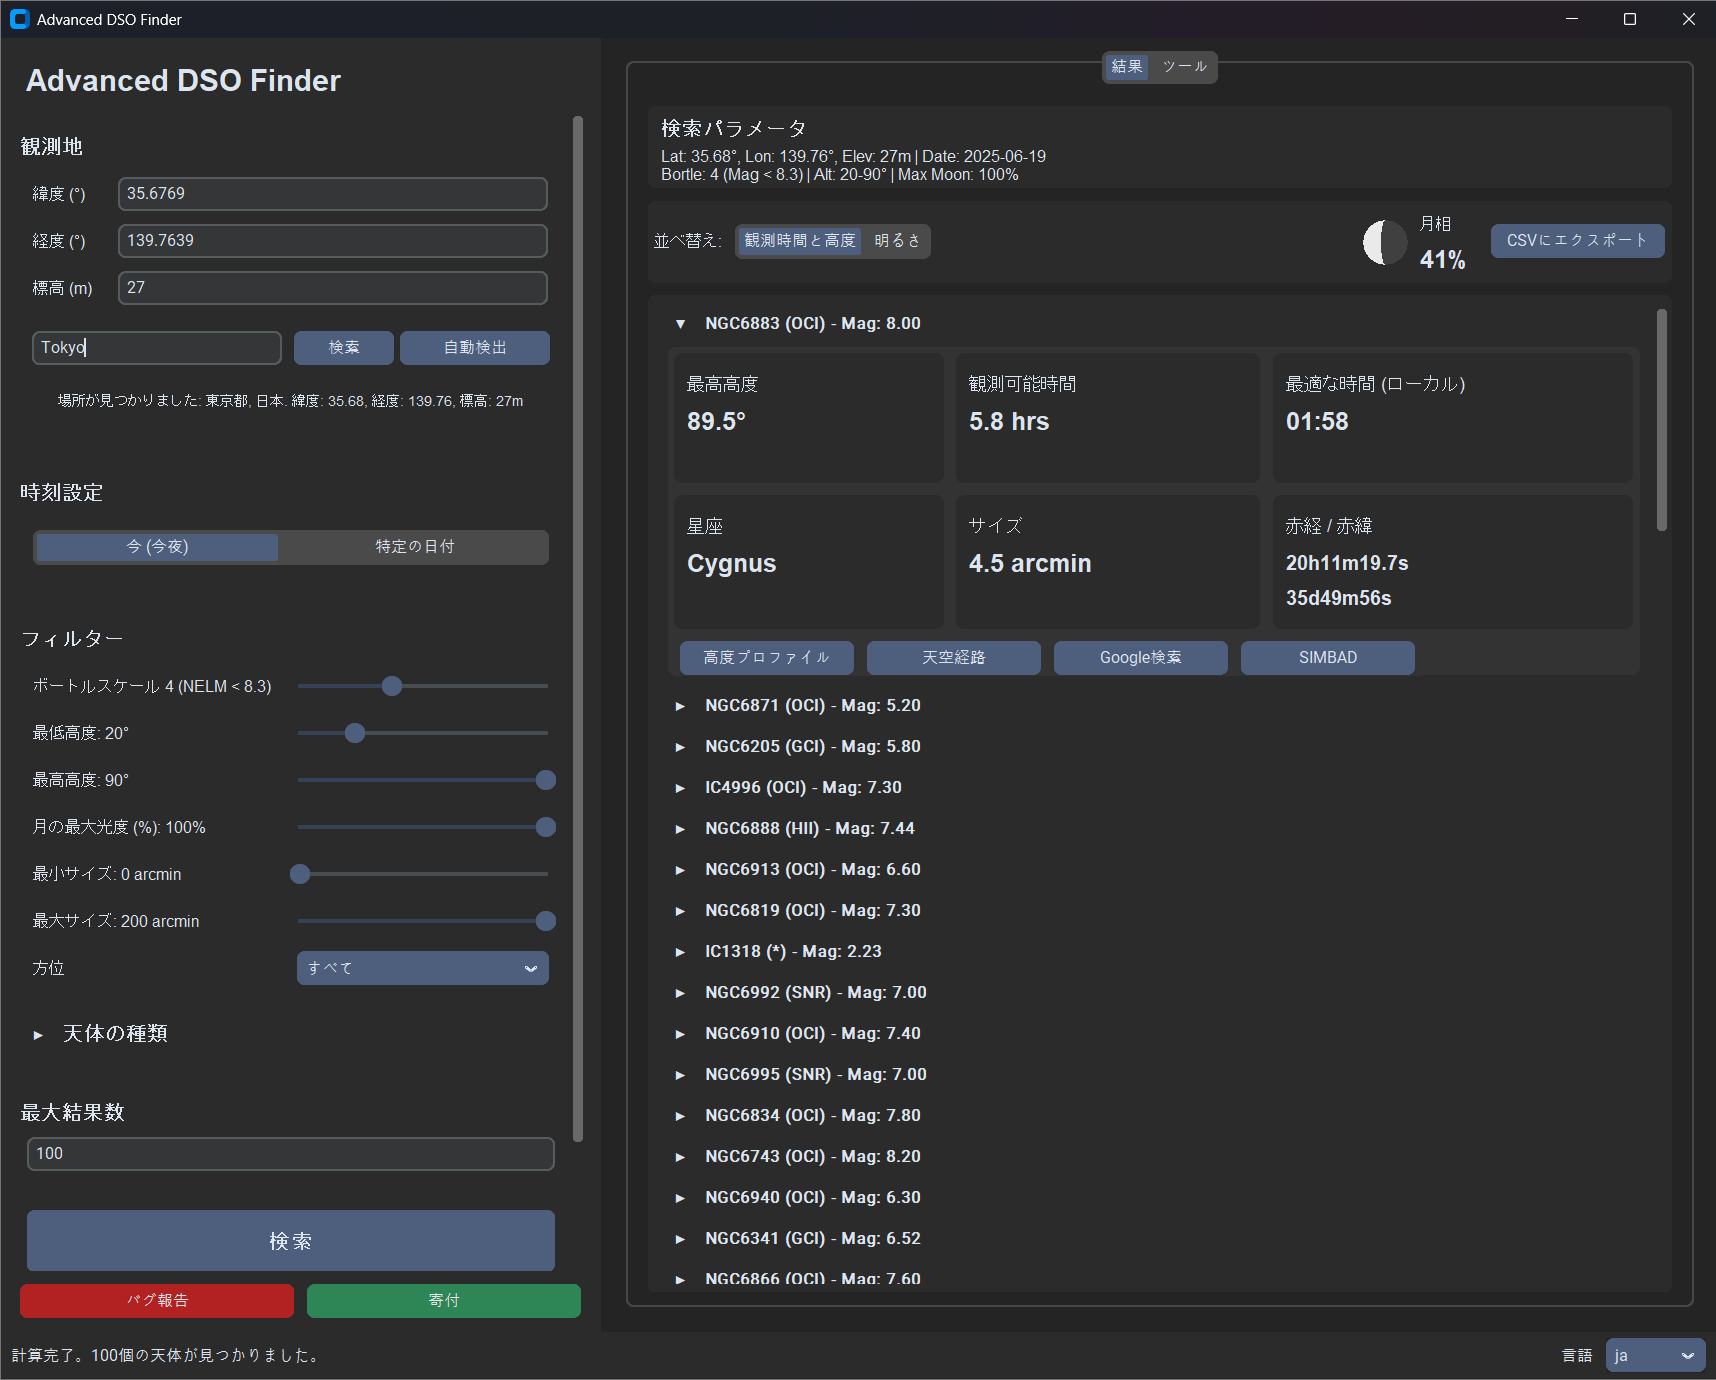 Advanced DSO Finder
Advanced DSO Finder
観測地
緯度 (°)
35.6769
経度 (°)
139.7639
標高 (m)
27
Tokyo
検索
自動検出
場所が見つかりました: 東京都, 日本. 緯度: 35.68, 経度: 139.76, 標高: 27m
時刻設定
今 (今夜)
特定の日付
フィルター
ボートルスケール 4 (NELM < 8.3)
最低高度: 20°
最高高度: 90°
月の最大光度 (%): 100%
最小サイズ: 0 arcmin
最大サイズ: 200 arcmin
方位
すべて
► 天体の種類
最大結果数
100
検索
バグ報告
寄付
計算完了。100個の天体が見つかりました。
結果
ツール
検索パラメータ
Lat: 35.68°, Lon: 139.76°, Elev: 27m | Date: 2025-06-19
Bortle: 4 (Mag < 8.3) | Alt: 20-90° | Max Moon: 100%
並べ替え:
観測時間と高度
明るさ
月相
41%
CSVにエクスポート
▼ NGC6883 (OCl) - Mag: 8.00
最高高度
89.5°
観測可能時間
5.8 hrs
最適な時間 (ローカル)
01:58
星座
Cygnus
サイズ
4.5 arcmin
赤経 / 赤緯
20h11m19.7s
35d49m56s
高度プロファイル
天空経路
Google検索
SIMBAD
► NGC6871 (OCl) - Mag: 5.20
► NGC6205 (GCl) - Mag: 5.80
► IC4996 (OCl) - Mag: 7.30
► NGC6888 (HII) - Mag: 7.44
► NGC6913 (OCl) - Mag: 6.60
► NGC6819 (OCl) - Mag: 7.30
► IC1318 (*) - Mag: 2.23
► NGC6992 (SNR) - Mag: 7.00
► NGC6910 (OCl) - Mag: 7.40
► NGC6995 (SNR) - Mag: 7.00
► NGC6834 (OCl) - Mag: 7.80
► NGC6743 (OCl) - Mag: 8.20
► NGC6940 (OCl) - Mag: 6.30
► NGC6341 (GCl) - Mag: 6.52
► NGC6866 (OCl) - Mag: 7.60
言語
ja